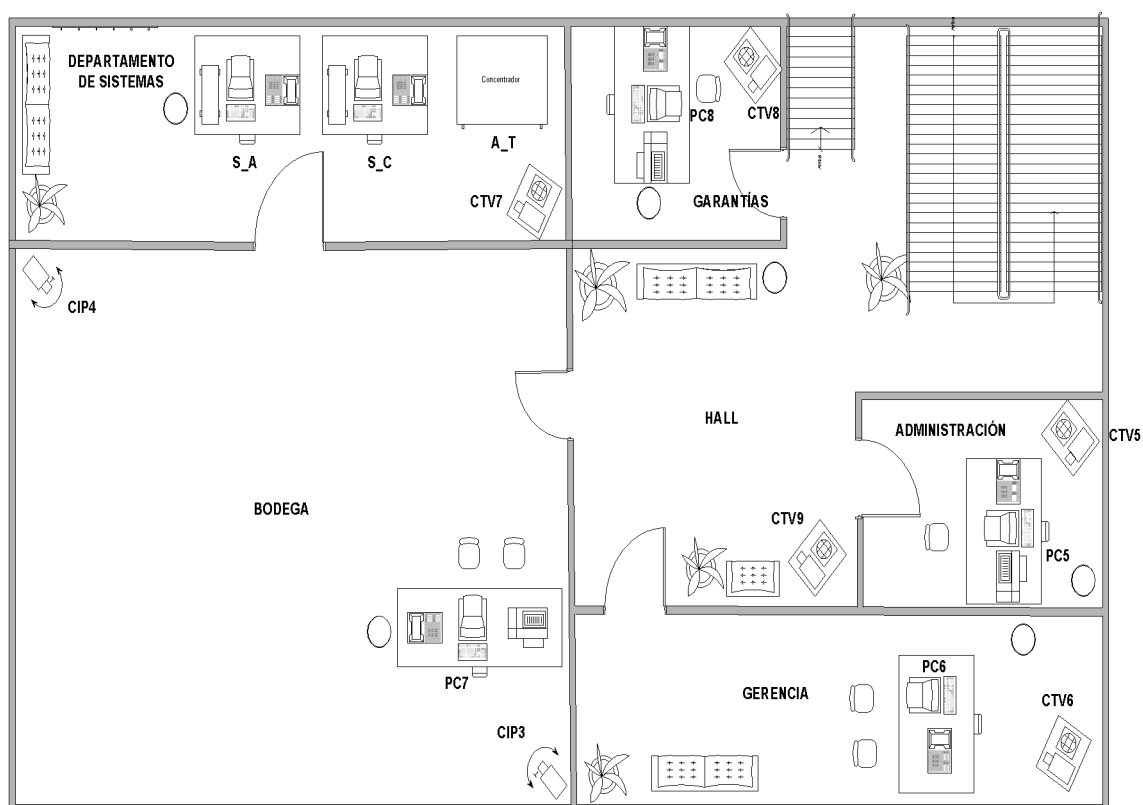 DEPARTAMENTO
DE SISTEMAS
Concentrador
S_A
S_C
A_T
CTV7
PC8
CTV8
GARANTÍAS
CIP4
HALL
ADMINISTRACIÓN
CTV5
BODEGA
CTV9
PC5
PC7
GERENCIA
PC6
CTV6
CIP3